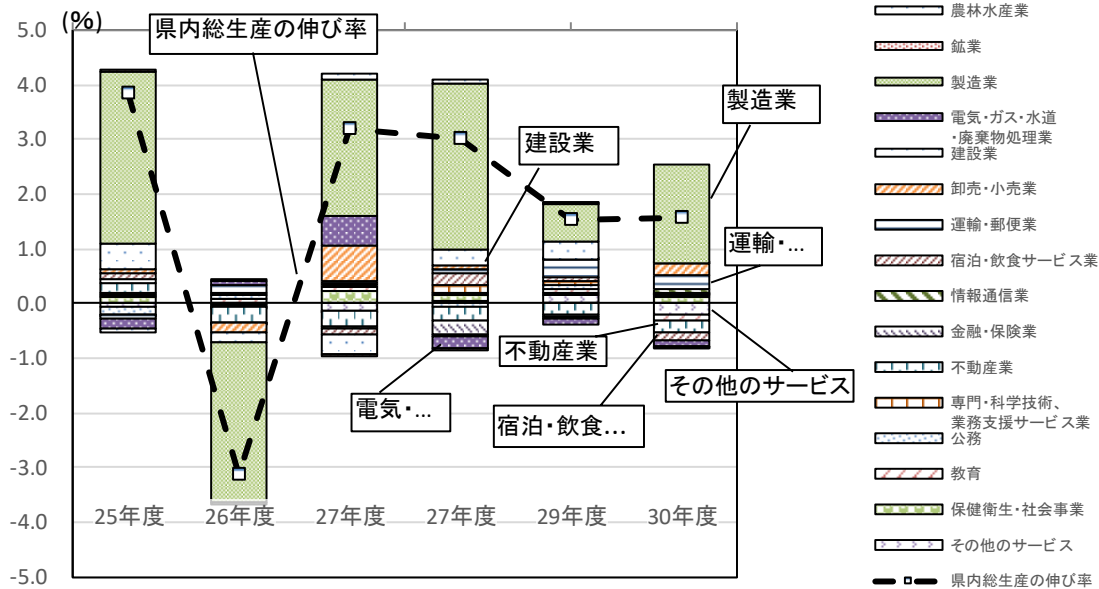 (%)
5.0
4.0
3.0
2.0
1.0
0.0
-1.0
-2.0
-3.0
-4.0
-5.0
県内総生産の伸び率
建設業
製造業
運輸・...
不動産業
電気・...
宿泊・飲食...
その他のサービス
25年度
26年度
27年度
27年度
29年度
30年度
農林水産業
鉱業
製造業
電気・ガス・水道
・廃棄物処理業
建設業
卸売・小売業
運輸・郵便業
宿泊・飲食サービス業
情報通信業
金融・保険業
不動産業
専門・科学技術、
業務支援サービス業
公務
教育
保健衛生・社会事業
その他のサービス
県内総生産の伸び率